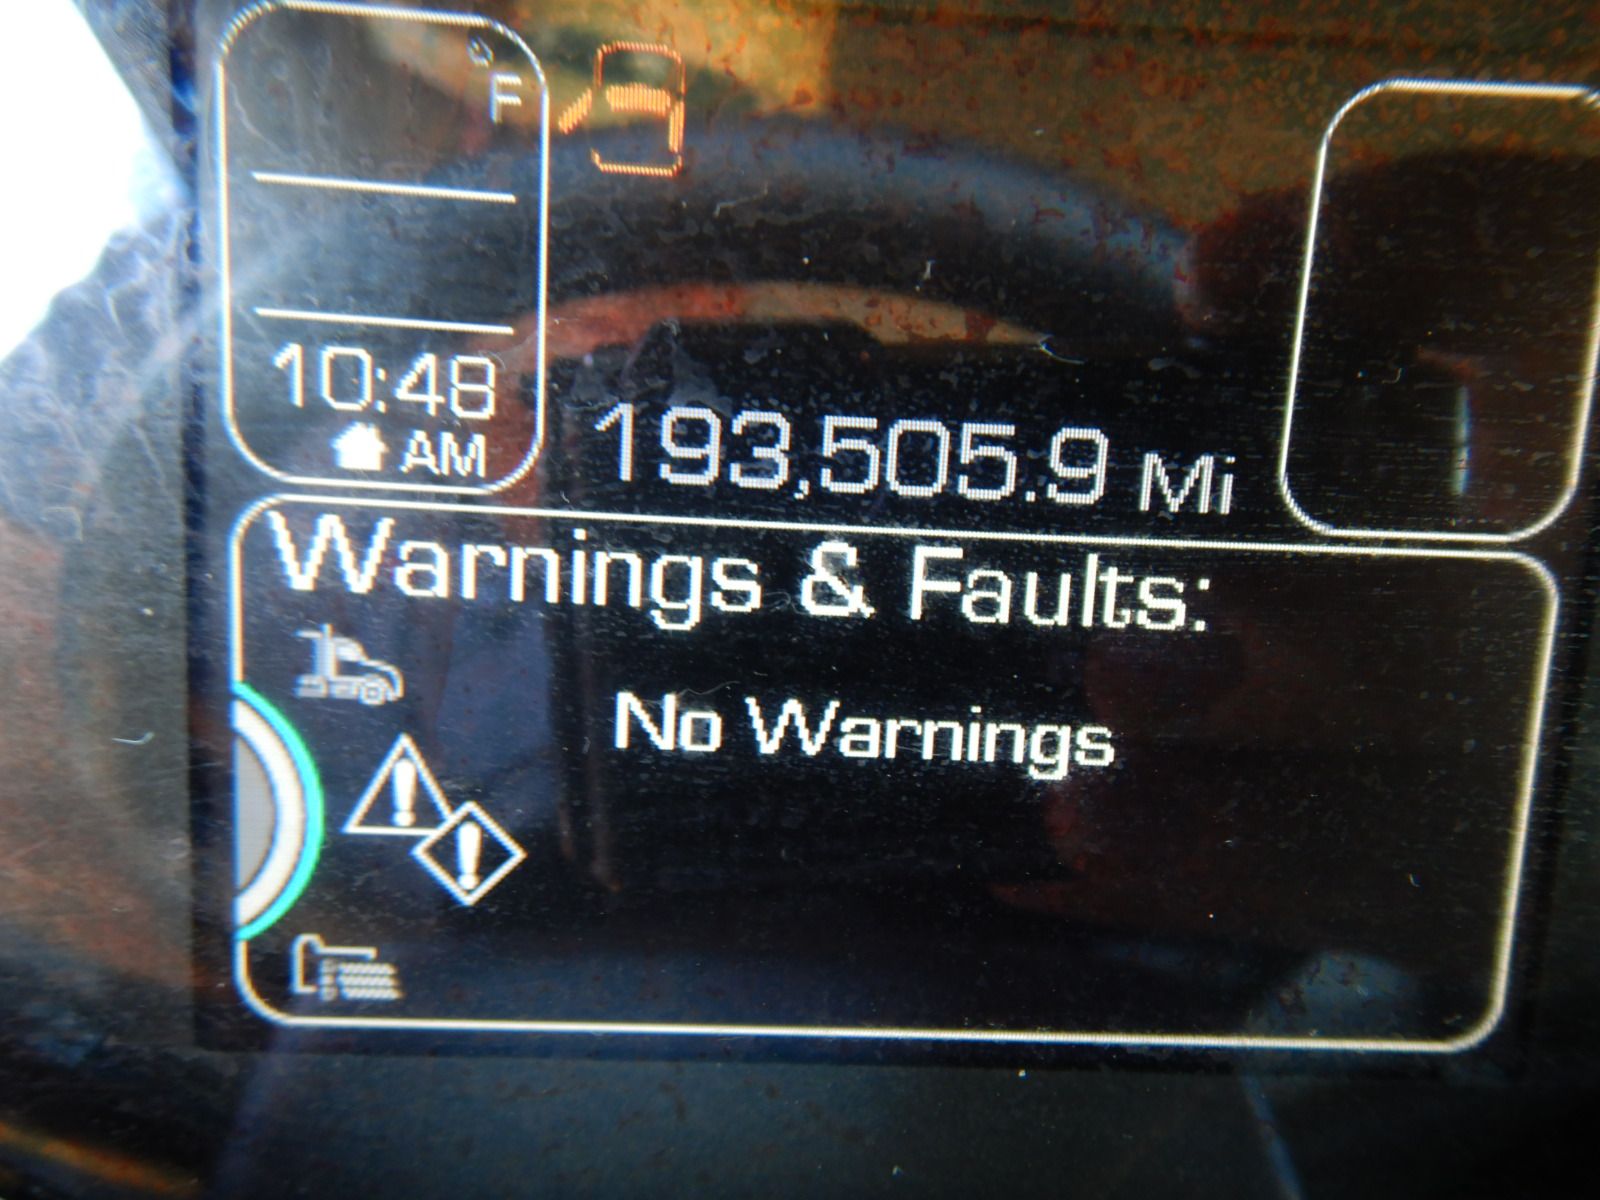 °F
10:48
AM
193,505.9 Mi
Warnings & Faults:
No Warnings